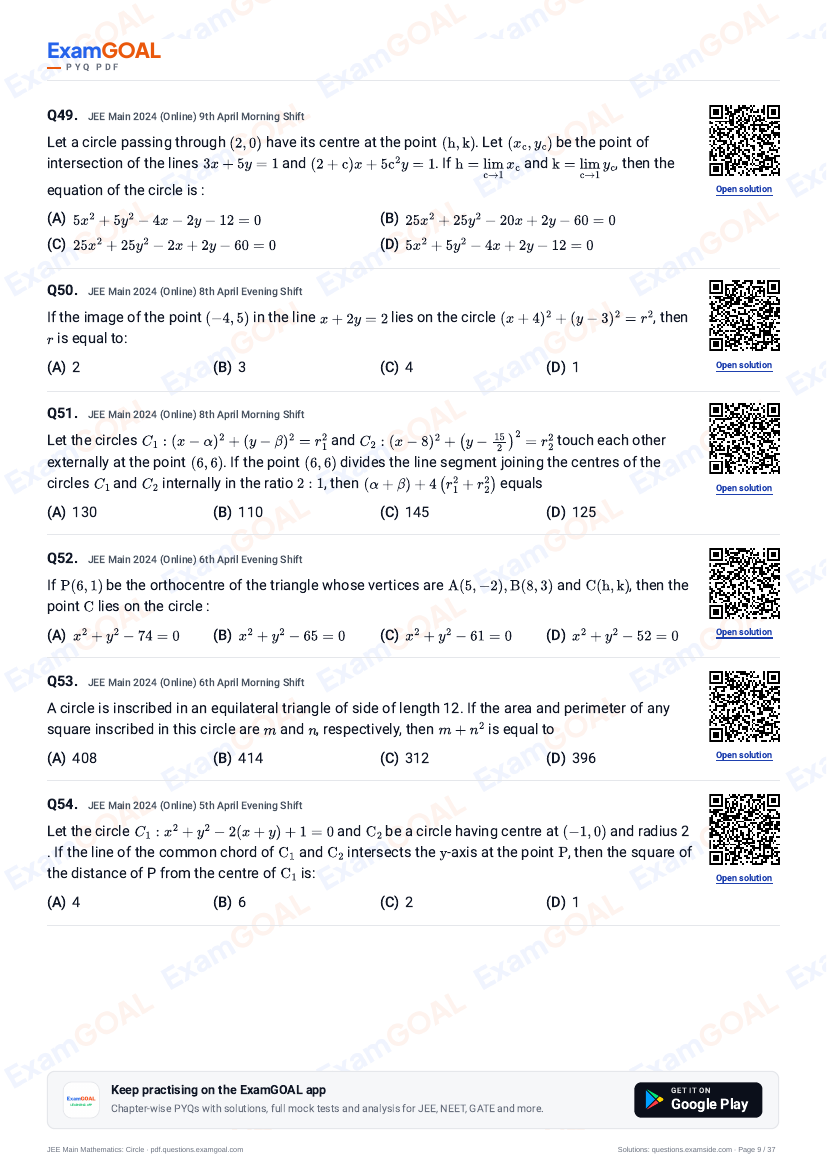 ExamGOAL
PYQ PDF
Q49. JEE Main 2024 (Online) 9th April Morning Shift
Let a circle passing through (2, 0) have its centre at the point (h, k). Let (x_c, y_c) be the point of
intersection of the lines 3x + 5y = 1 and (2 + c)x + 5c²y = 1. If h = lim_{c→1} x_c and k = lim_{c→1} y_c, then the
equation of the circle is :
(A) 5x² + 5y² − 4x − 2y − 12 = 0 (B) 25x² + 25y² − 20x + 2y − 60 = 0
(C) 25x² + 25y² − 2x + 2y − 60 = 0 (D) 5x² + 5y² − 4x + 2y − 12 = 0
Open solution
Q50. JEE Main 2024 (Online) 8th April Evening Shift
If the image of the point (−4, 5) in the line x + 2y = 2 lies on the circle (x + 4)² + (y − 3)² = r², then
r is equal to:
(A) 2 (B) 3 (C) 4 (D) 1
Open solution
Q51. JEE Main 2024 (Online) 8th April Morning Shift
Let the circles C₁ : (x − α)² + (y − β)² = r₁² and C₂ : (x − 8)² + (y − 15/2)² = r₂² touch each other
externally at the point (6, 6). If the point (6, 6) divides the line segment joining the centres of the
circles C₁ and C₂ internally in the ratio 2 : 1, then (α + β) + 4 (r₁² + r₂²) equals
(A) 130 (B) 110 (C) 145 (D) 125
Open solution
Q52. JEE Main 2024 (Online) 6th April Evening Shift
If P(6, 1) be the orthocentre of the triangle whose vertices are A(5, −2), B(8, 3) and C(h, k), then the
point C lies on the circle :
(A) x² + y² − 74 = 0 (B) x² + y² − 65 = 0 (C) x² + y² − 61 = 0 (D) x² + y² − 52 = 0
Open solution
Q53. JEE Main 2024 (Online) 6th April Morning Shift
A circle is inscribed in an equilateral triangle of side of length 12. If the area and perimeter of any
square inscribed in this circle are m and n, respectively, then m + n² is equal to
(A) 408 (B) 414 (C) 312 (D) 396
Open solution
Q54. JEE Main 2024 (Online) 5th April Evening Shift
Let the circle C₁ : x² + y² − 2(x + y) + 1 = 0 and C₂ be a circle having centre at (−1, 0) and radius 2
. If the line of the common chord of C₁ and C₂ intersects the y-axis at the point P, then the square of
the distance of P from the centre of C₁ is:
(A) 4 (B) 6 (C) 2 (D) 1
Open solution
ExamGOAL
Keep practising on the ExamGOAL app
Chapter-wise PYQs with solutions, full mock tests and analysis for JEE, NEET, GATE and more.
GET IT ON
Google Play
JEE Main Mathematics: Circle · pdf.questions.examgoal.com
Solutions: questions.examside.com · Page 9 / 37